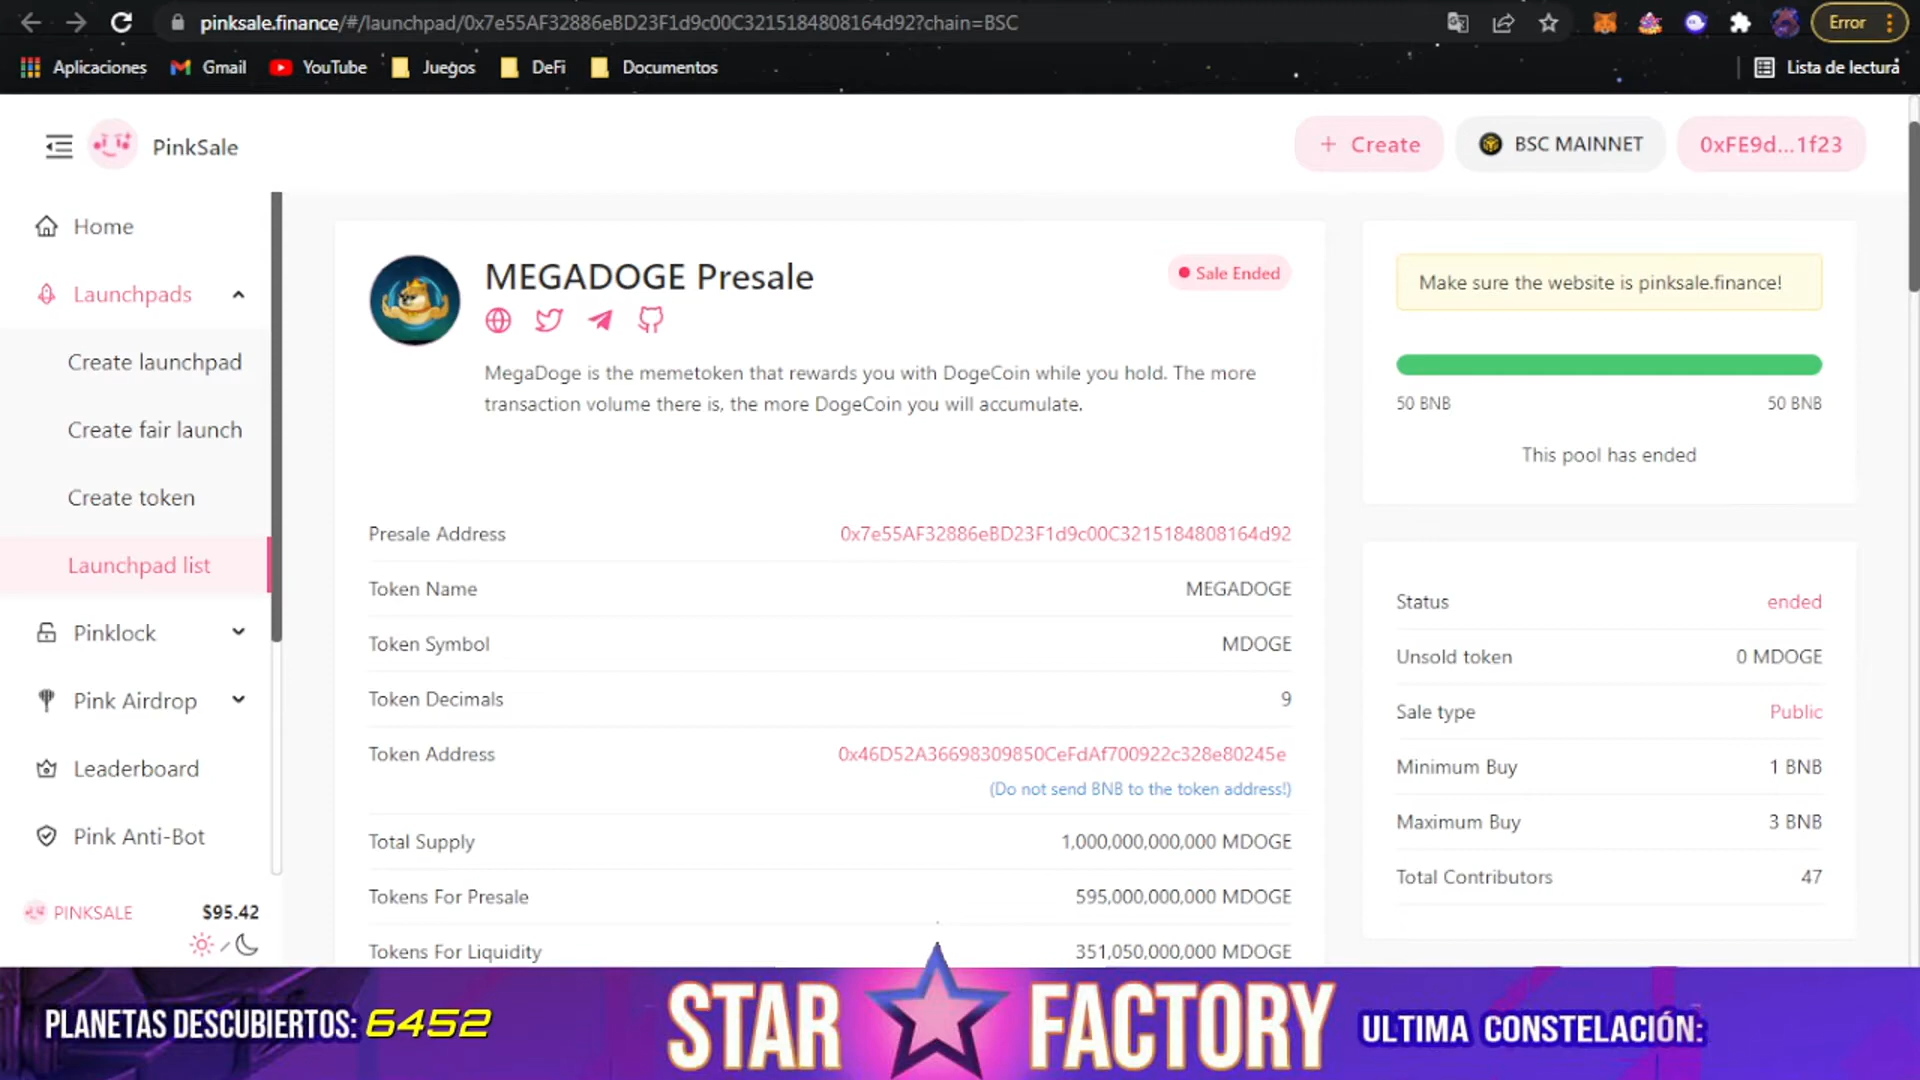 pinksale.finance/#/launchpad/0x7e55AF32886eBD23F1d9c00C3215184808164d92?chain=BSC
Error
Aplicaciones
Gmail
YouTube
Juegos
DeFi
Documentos
Lista de lectura
PinkSale
+ Create
BSC MAINNET
0xFE9d...1f23
Home
Launchpads
Create launchpad
Create fair launch
Create token
Launchpad list
Pinklock
Pink Airdrop
Leaderboard
Pink Anti-Bot
PINKSALE
$95.42
MEGADOGE Presale
Sale Ended
MegaDoge is the memetoken that rewards you with DogeCoin while you hold. The more
transaction volume there is, the more DogeCoin you will accumulate.
Presale Address 0x7e55AF32886eBD23F1d9c00C3215184808164d92
Token Name MEGADOGE
Token Symbol MDOGE
Token Decimals 9
Token Address 0x46D52A36698309850CeFdAf700922c328e80245e
(Do not send BNB to the token address!)
Total Supply 1,000,000,000,000 MDOGE
Tokens For Presale 595,000,000,000 MDOGE
Tokens For Liquidity 351,050,000,000 MDOGE
Make sure the website is pinksale.finance!
50 BNB 50 BNB
This pool has ended
Status ended
Unsold token 0 MDOGE
Sale type Public
Minimum Buy 1 BNB
Maximum Buy 3 BNB
Total Contributors 47
PLANETAS DESCUBIERTOS: 6452
STAR FACTORY
ULTIMA CONSTELACIÓN: